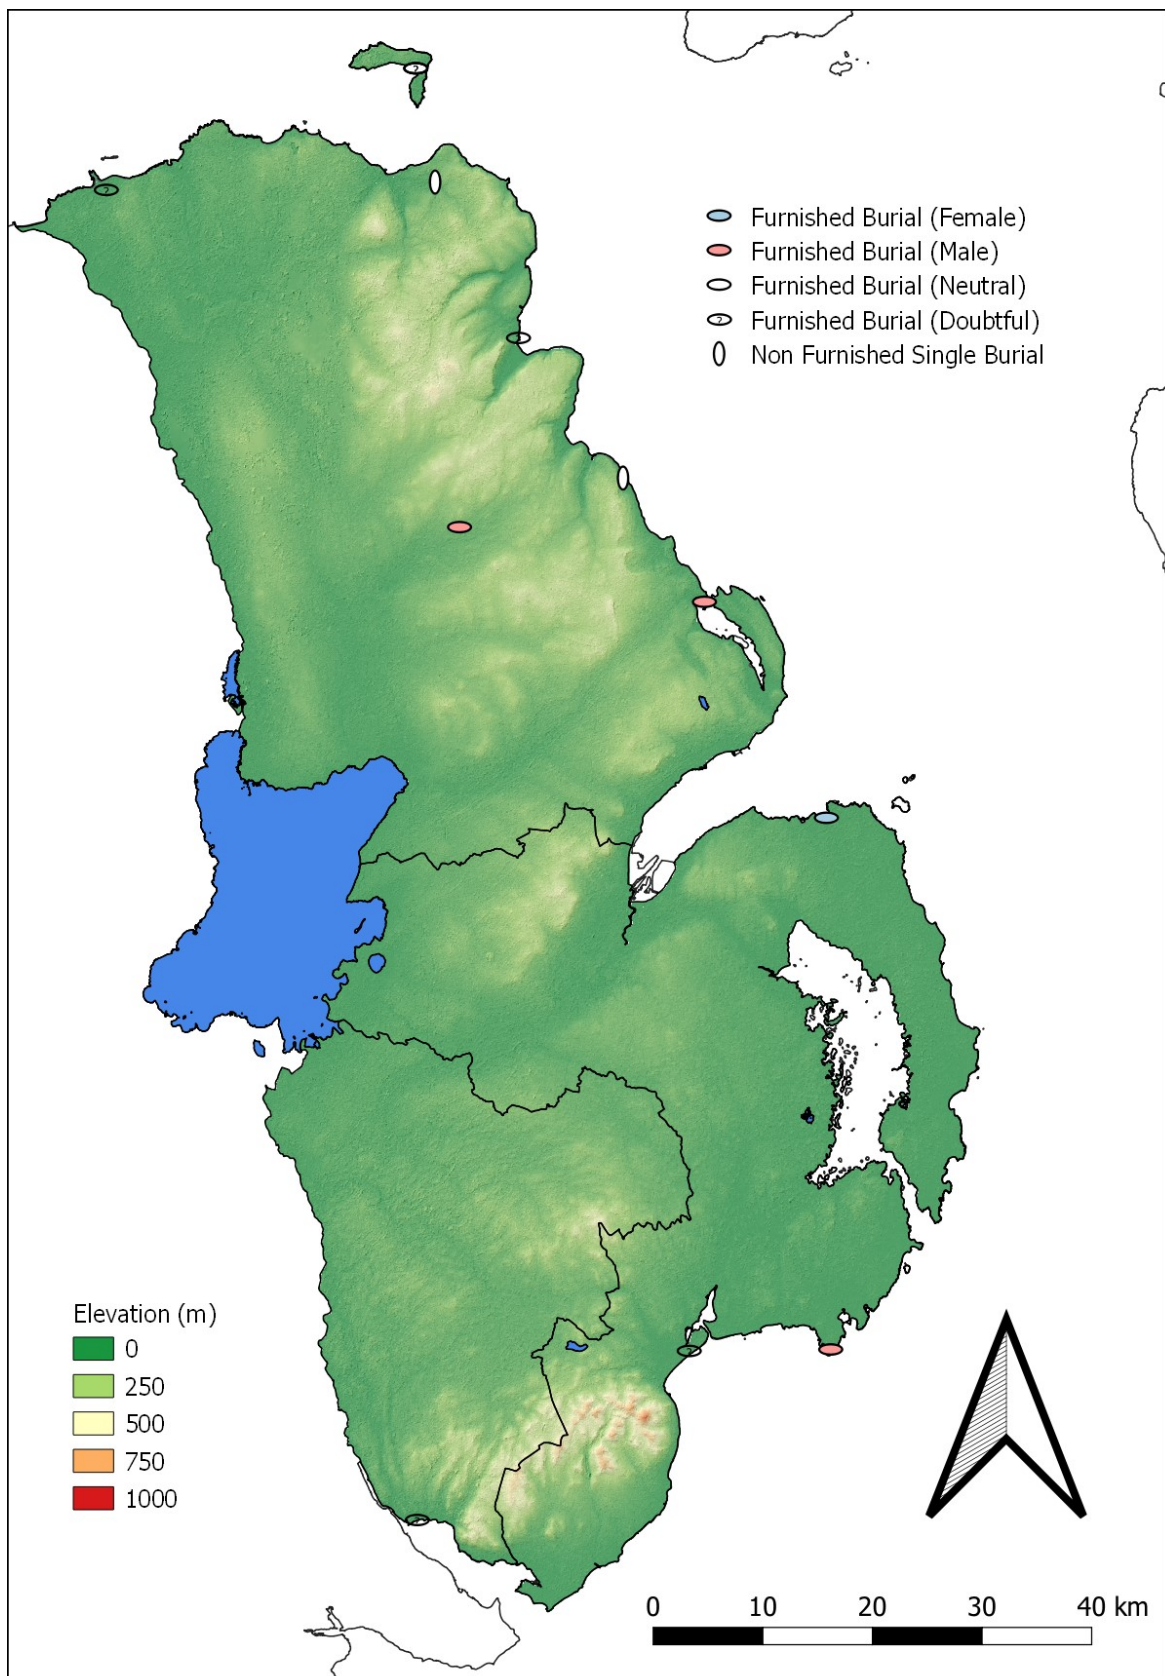 Furnished Burial (Female)
Furnished Burial (Male)
Furnished Burial (Neutral)
? Furnished Burial (Doubtful)
Non Furnished Single Burial
Elevation (m)
0
250
500
750
1000
0 10 20 30 40 km